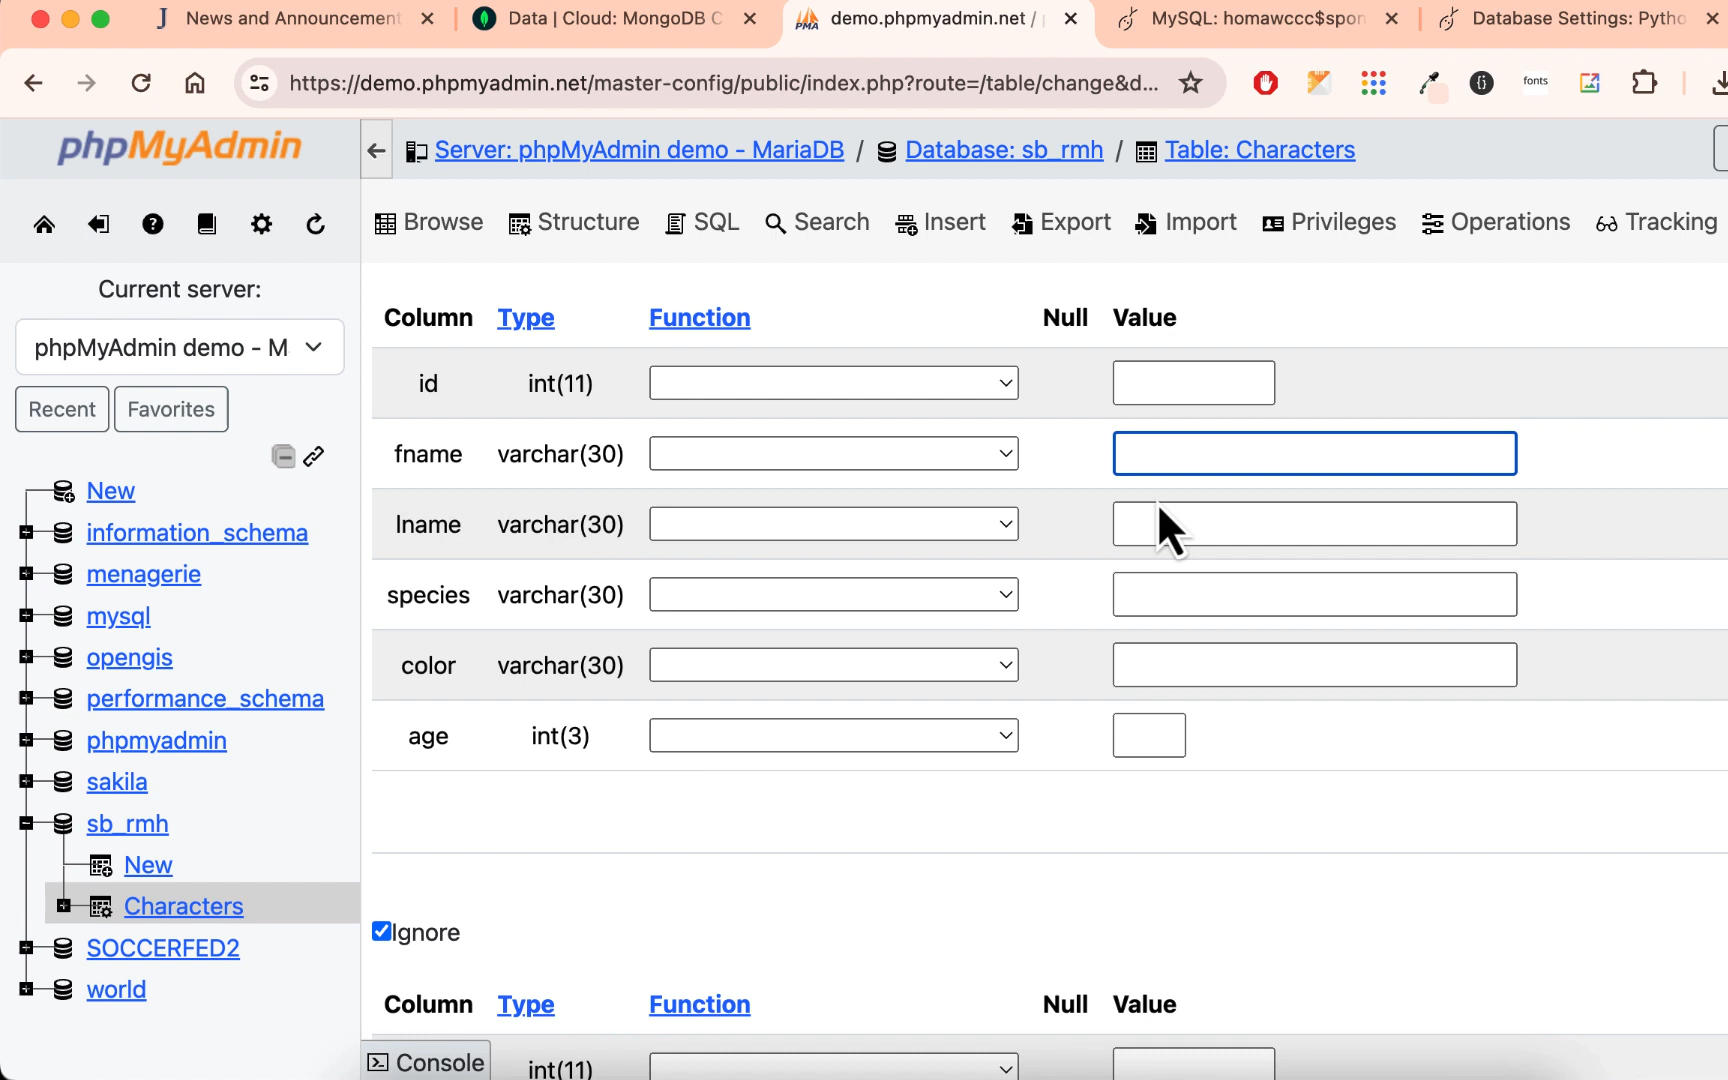 News and Announcement
Data | Cloud: MongoDB C
PMA
demo.phpmyadmin.net / p
MySQL: homawccc$spon
Database Settings: Pytho
https://demo.phpmyadmin.net/master-config/public/index.php?route=/table/change&d...
fonts
phpMyAdmin
Server: phpMyAdmin demo - MariaDB / Database: sb_rmh / Table: Characters
Browse Structure SQL Search Insert Export Import Privileges Operations Tracking
Current server:
phpMyAdmin demo - M
Recent Favorites
New
information_schema
menagerie
mysql
opengis
performance_schema
phpmyadmin
sakila
sb_rmh
New
Characters
SOCCERFED2
world
Column Type Function Null Value
id int(11)
fname varchar(30)
lname varchar(30)
species varchar(30)
color varchar(30)
age int(3)
Ignore
Column Type Function Null Value
int(11)
Console